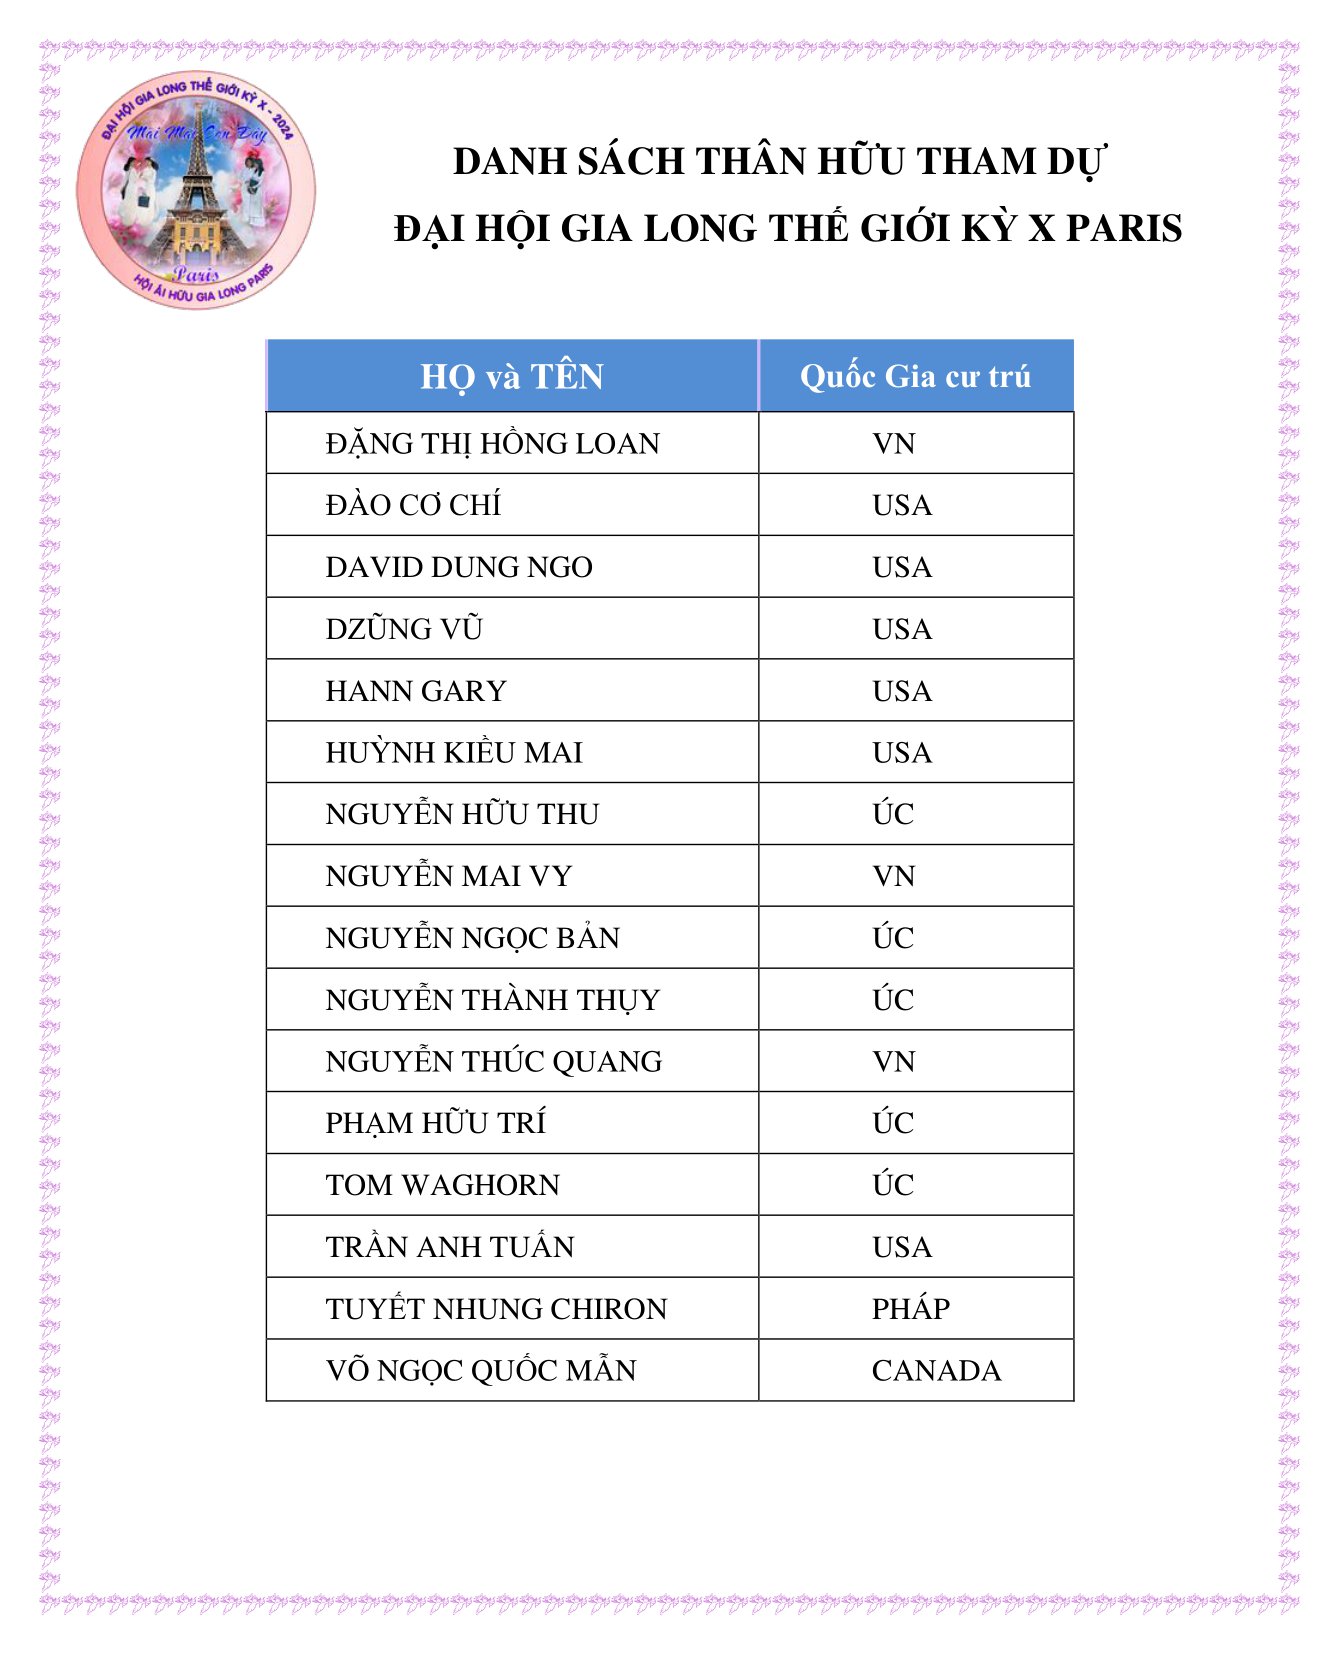 ĐẠI HỘI GIA LONG THẾ GIỚI KỲ X - 2024
Mãi Mãi Còn Đây
Paris
HỘI ÁI HỮU GIA LONG PARIS
DANH SÁCH THÂN HỮU THAM DỰ
ĐẠI HỘI GIA LONG THẾ GIỚI KỲ X PARIS
HỌ và TÊN Quốc Gia cư trú
ĐẶNG THỊ HỒNG LOAN VN
ĐÀO CƠ CHÍ USA
DAVID DUNG NGO USA
DZŨNG VŨ USA
HANN GARY USA
HUỲNH KIỀU MAI USA
NGUYỄN HỮU THU ÚC
NGUYỄN MAI VY VN
NGUYỄN NGỌC BẢN ÚC
NGUYỄN THÀNH THỤY ÚC
NGUYỄN THÚC QUANG VN
PHẠM HỮU TRÍ ÚC
TOM WAGHORN ÚC
TRẦN ANH TUẤN USA
TUYẾT NHUNG CHIRON PHÁP
VÕ NGỌC QUỐC MẪN CANADA